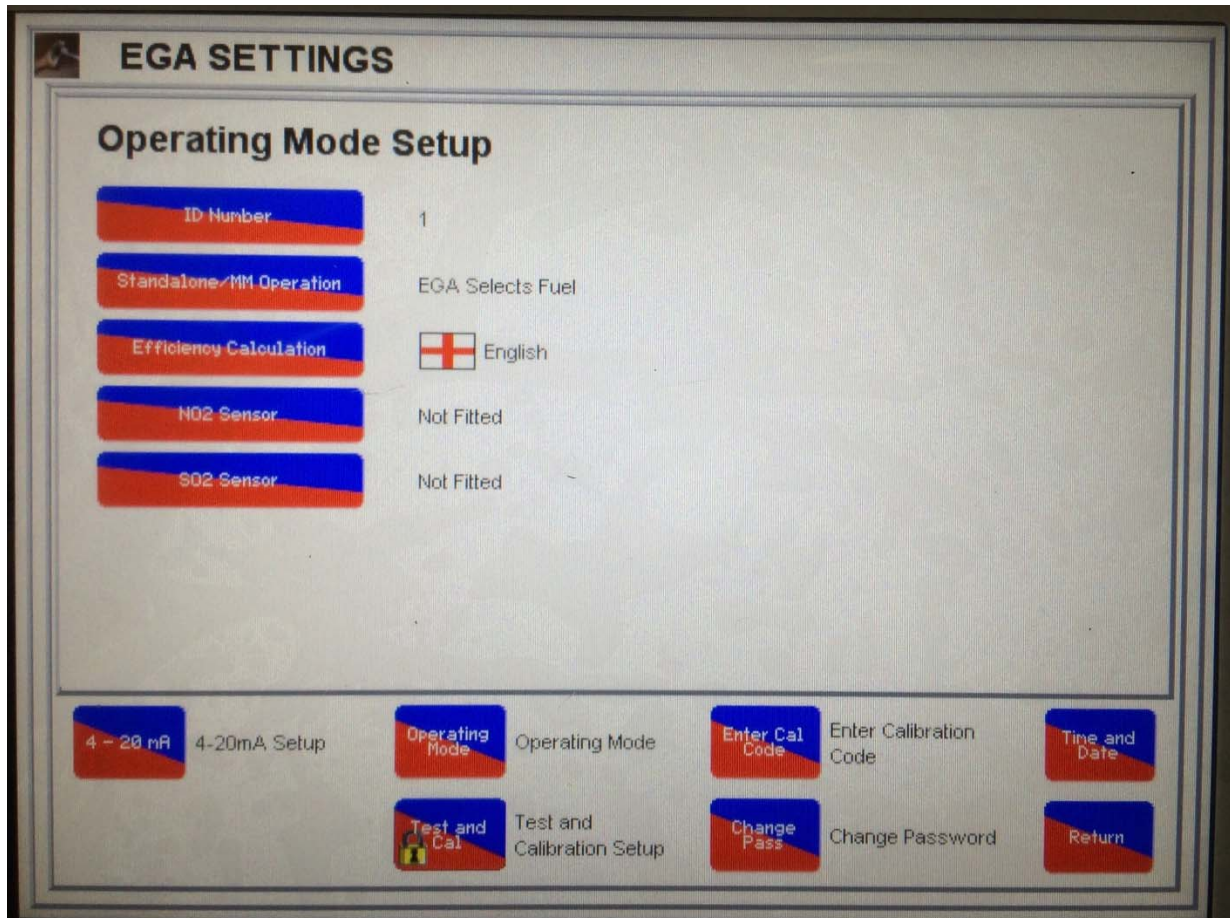 EGA SETTINGS
Operating Mode Setup
ID Number
1
Standalone/MM Operation
EGA Selects Fuel
Efficiency Calculation
English
NO2 Sensor
Not Fitted
SO2 Sensor
Not Fitted
4 - 20 mA
4-20mA Setup
Operating
Mode
Operating Mode
Enter Cal
Code
Enter Calibration
Code
Time and
Date
Test and
Cal
Test and
Calibration Setup
Change
Pass
Change Password
Return